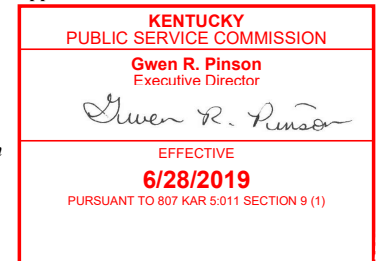 KENTUCKY
PUBLIC SERVICE COMMISSION
Gwen R. Pinson
Executive Director
Gwen R. Pinson
EFFECTIVE
6/28/2019
PURSUANT TO 807 KAR 5:011 SECTION 9 (1)